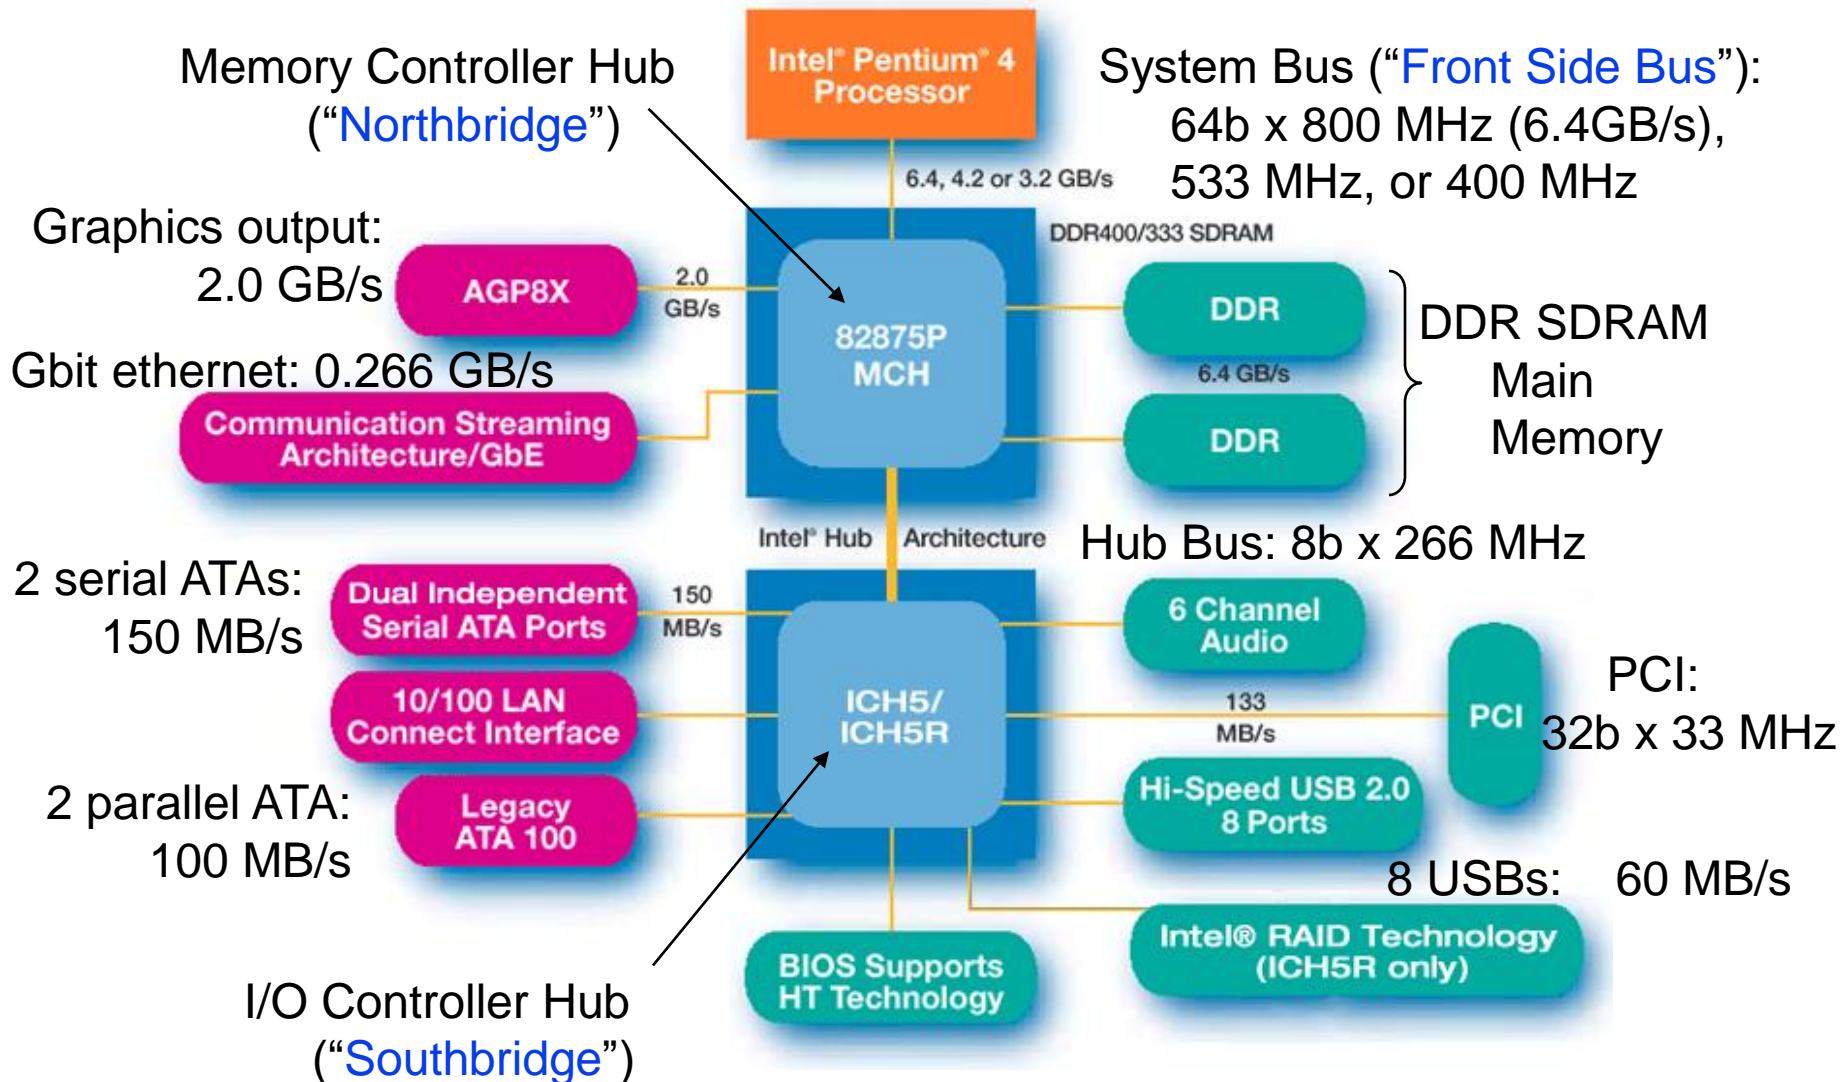 Memory Controller Hub
(“Northbridge”)
Intel® Pentium® 4
Processor
System Bus (“Front Side Bus”):
64b x 800 MHz (6.4GB/s),
533 MHz, or 400 MHz
6.4, 4.2 or 3.2 GB/s
Graphics output:
2.0 GB/s
AGP8X
2.0
GB/s
DDR400/333 SDRAM
82875P
MCH
DDR
6.4 GB/s
DDR
DDR SDRAM
Main
Memory
Gbit ethernet: 0.266 GB/s
Communication Streaming
Architecture/GbE
Intel® Hub Architecture
Hub Bus: 8b x 266 MHz
2 serial ATAs:
150 MB/s
Dual Independent
Serial ATA Ports
150
MB/s
6 Channel
Audio
10/100 LAN
Connect Interface
ICH5/
ICH5R
133
MB/s
PCI
PCI:
32b x 33 MHz
2 parallel ATA:
100 MB/s
Legacy
ATA 100
Hi-Speed USB 2.0
8 Ports
8 USBs: 60 MB/s
Intel® RAID Technology
(ICH5R only)
BIOS Supports
HT Technology
I/O Controller Hub
(“Southbridge”)